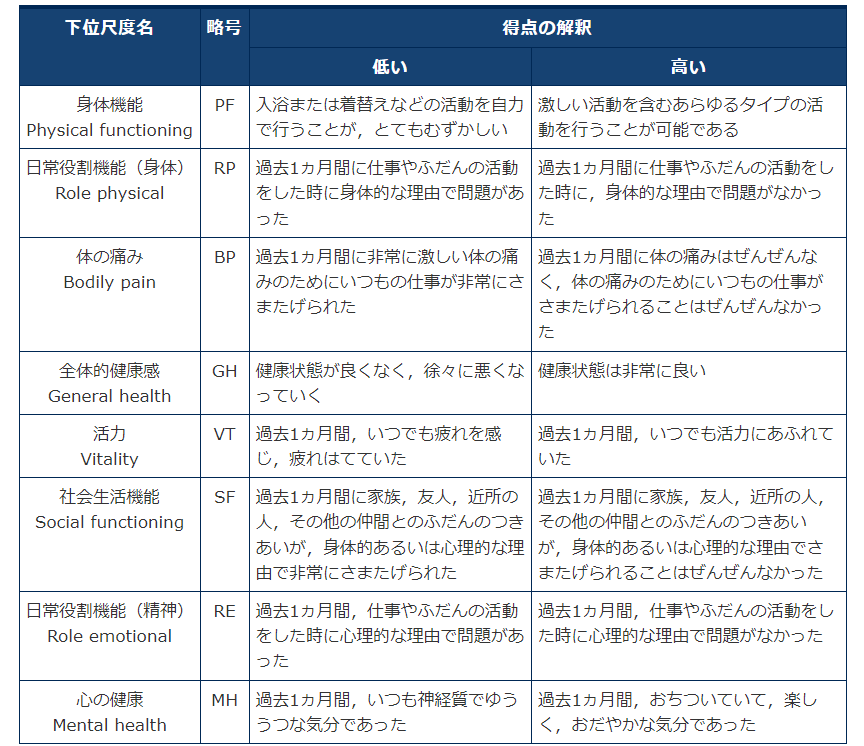 下位尺度名 略号 得点の解釈
低い 高い
身体機能
Physical functioning
PF
入浴または着替えなどの活動を自力
で行うことが，とてもむずかしい
激しい活動を含むあらゆるタイプの活
動を行うことが可能である
日常役割機能（身体）
Role physical
RP
過去1ヵ月間に仕事やふだんの活動
をした時に身体的な理由で問題があ
った
過去1ヵ月間に仕事やふだんの活動をし
た時に，身体的な理由で問題がなかっ
た
体の痛み
Bodily pain
BP
過去1ヵ月間に非常に激しい体の痛
みのためにいつもの仕事が非常にさ
またげられた
過去1ヵ月間に体の痛みはぜんぜんな
く，体の痛みのためにいつもの仕事が
さまたげられることはぜんぜんなかっ
た
全体的健康感
General health
GH
健康状態が良くなく，徐々に悪くな
っていく
健康状態は非常に良い
活力
Vitality
VT
過去1ヵ月間，いつでも疲れを感
じ，疲れはてていた
過去1ヵ月間，いつでも活力にあふれて
いた
社会生活機能
Social functioning
SF
過去1ヵ月間に家族，友人，近所の
人，その他の仲間とのふだんのつき
あいが，身体的あるいは心理的な理
由で非常にさまたげられた
過去1ヵ月間に家族，友人，近所の人，
その他の仲間とのふだんのつきあい
が，身体的あるいは心理的な理由でさ
またげられることはぜんぜんなかった
日常役割機能（精神）
Role emotional
RE
過去1ヵ月間，仕事やふだんの活動
をした時に心理的な理由で問題があ
った
過去1ヵ月間，仕事やふだんの活動をし
た時に心理的な理由で問題がなかった
心の健康
Mental health
MH
過去1ヵ月間，いつも神経質でゆう
うつな気分であった
過去1ヵ月間，おちついていて，楽し
く，おだやかな気分であった